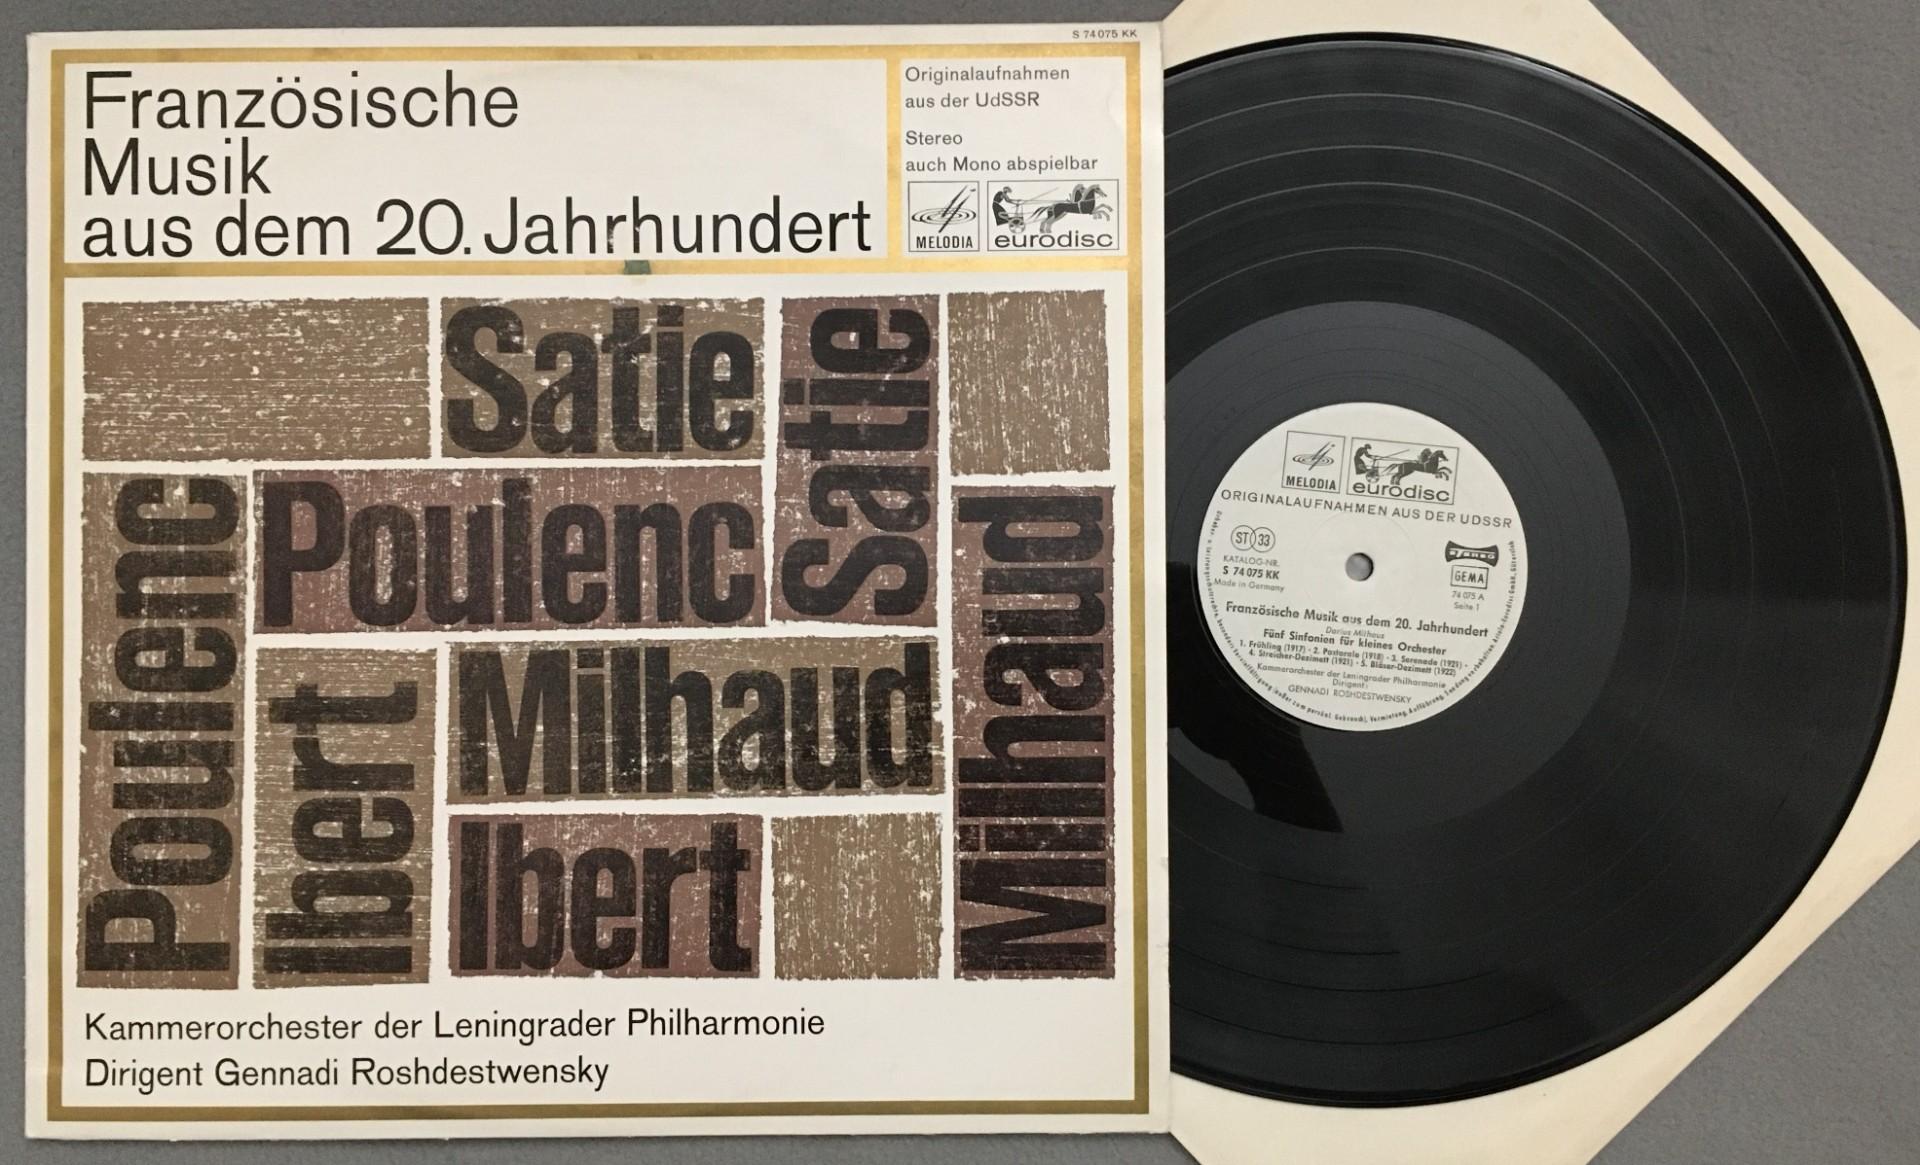 S 74075 KK
Französische
Musik
aus dem 20. Jahrhundert
Originalaufnahmen
aus der UdSSR
Stereo
auch Mono abspielbar
MELODIA
eurodisc
Satie
Satie
Poulenc
Poulenc
Milhaud
Milhaud
Ibert
Ibert
Kammerorchester der Leningrader Philharmonie
Dirigent Gennadi Roshdestwensky
MELODIA
eurodisc
ORIGINALAUFNAHMEN AUS DER UDSSR
ST 33
STEREO
KATALOG-NR.
S 74 075 KK
Made in Germany
GEMA
74 075 A
Seite 1
Französische Musik aus dem 20. Jahrhundert
Darius Milhaus
Fünf Sinfonien für kleines Orchester
1. Frühling (1917) · 2. Pastorale (1918) · 3. Serenade (1921) ·
4. Streicher-Dezimett (1921) · 5. Bläser-Dezimett (1922)
Kammerorchester der Leningrader Philharmonie
Dirigent:
GENNADI ROSHDESTWENSKY